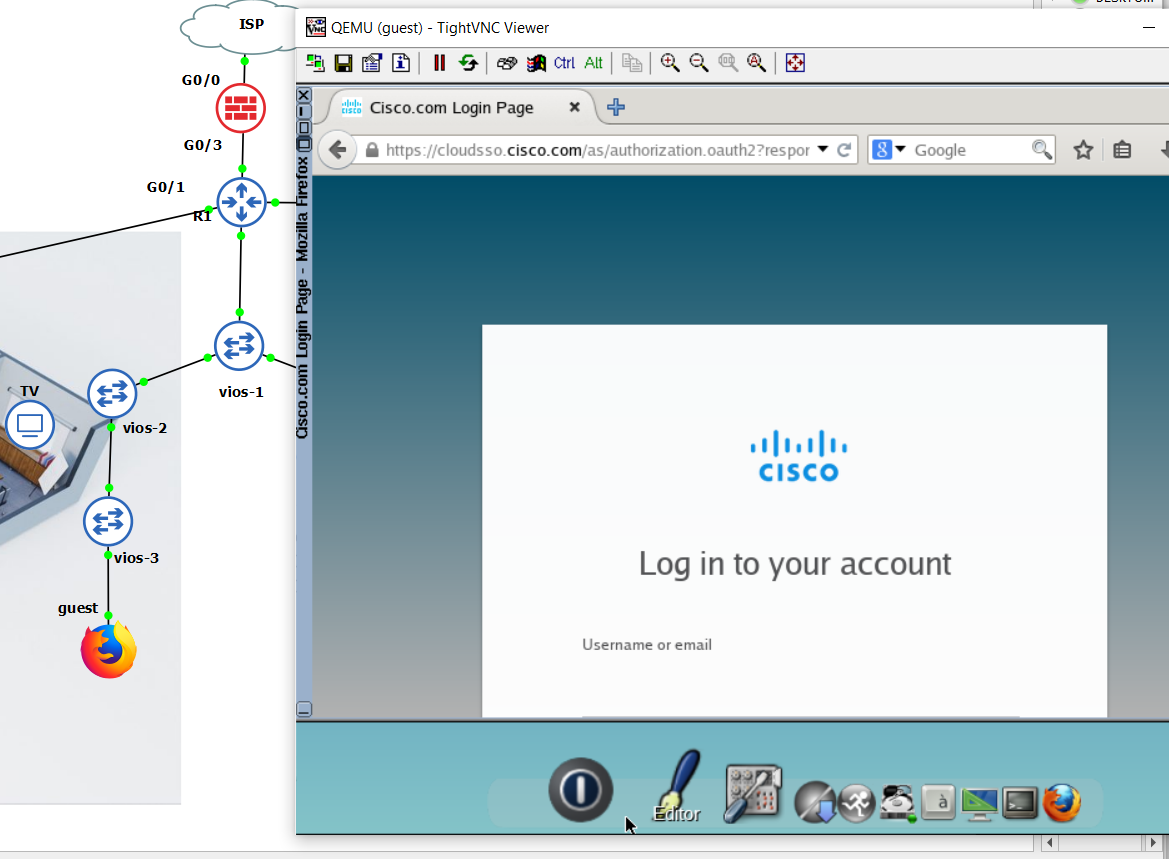 ISP
G0/0
G0/3
G0/1
R1
vios-1
TV
vios-2
vios-3
guest
QEMU (guest) - TightVNC Viewer
Ctrl Alt
Cisco.com Login Page - Mozilla Firefox
Cisco.com Login Page
https://cloudsso.cisco.com/as/authorization.oauth2?respor
8 Google
CISCO
Log in to your account
Username or email
Editor
à